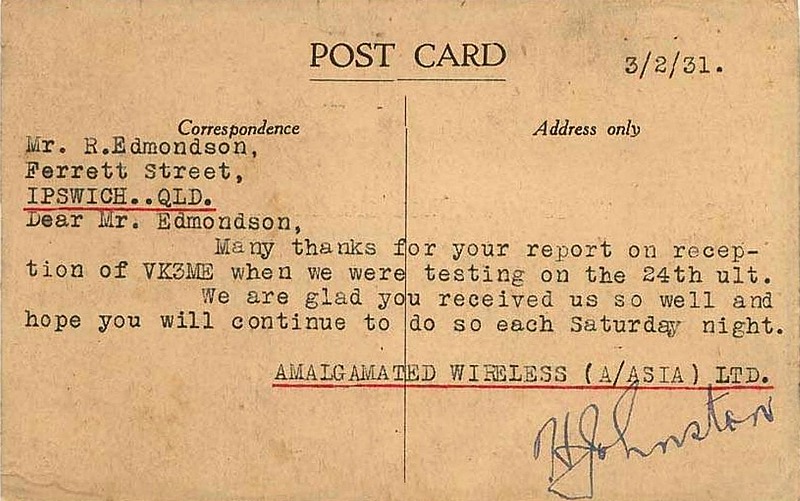 POST CARD
3/2/31.
Correspondence
Address only
Mr. R.Edmondson,
Ferrett Street,
IPSWICH..QLD.
Dear Mr. Edmondson,
Many thanks for your report on recep-
tion of VK3ME when we were testing on the 24th ult.
We are glad you received us so well and
hope you will continue to do so each Saturday night.
AMALGAMATED WIRELESS (A/ASIA) LTD.
H Johnston